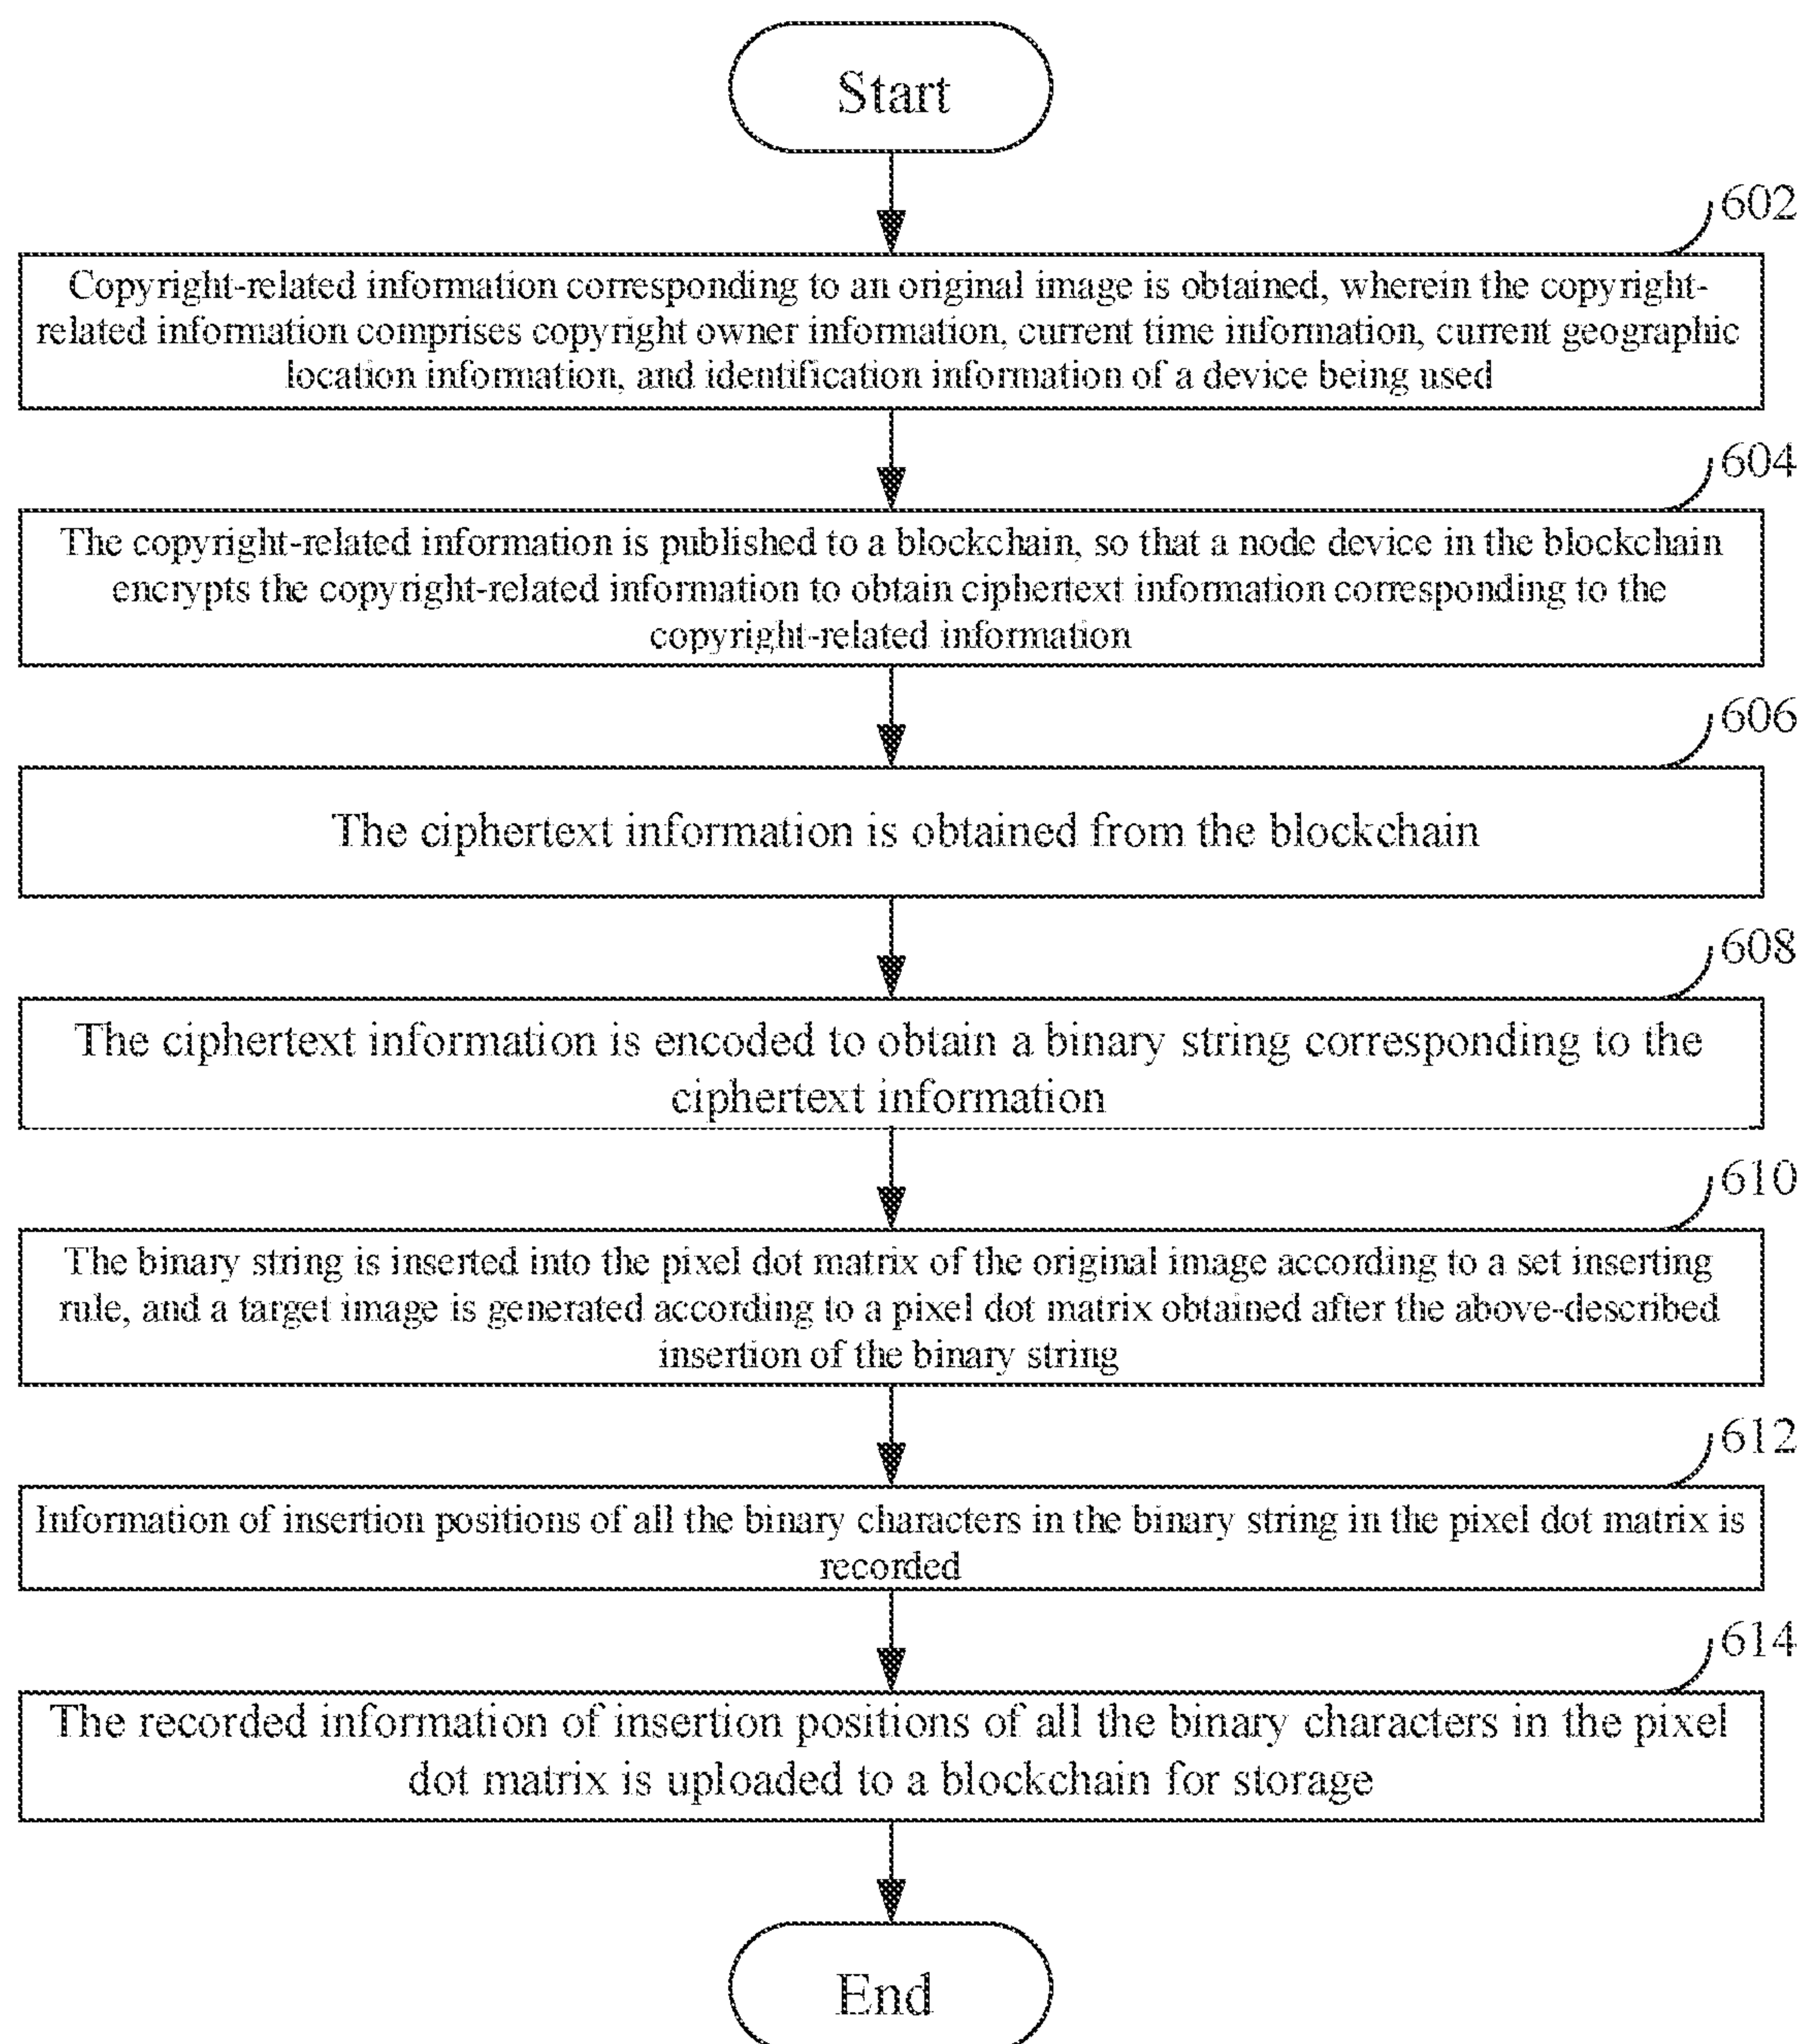 Start
602
Copyright-related information corresponding to an original image is obtained, wherein the copyright-
related information comprises copyright owner information, current time information, current geographic
location information, and identification information of a device being used
604
The copyright-related information is published to a blockchain, so that a node device in the blockchain
encrypts the copyright-related information to obtain ciphertext information corresponding to the
copyright-related information
606
The ciphertext information is obtained from the blockchain
608
The ciphertext information is encoded to obtain a binary string corresponding to the
ciphertext information
610
The binary string is inserted into the pixel dot matrix of the original image according to a set inserting
rule, and a target image is generated according to a pixel dot matrix obtained after the above-described
insertion of the binary string
612
Information of insertion positions of all the binary characters in the binary string in the pixel dot matrix is
recorded
614
The recorded information of insertion positions of all the binary characters in the pixel
dot matrix is uploaded to a blockchain for storage
End